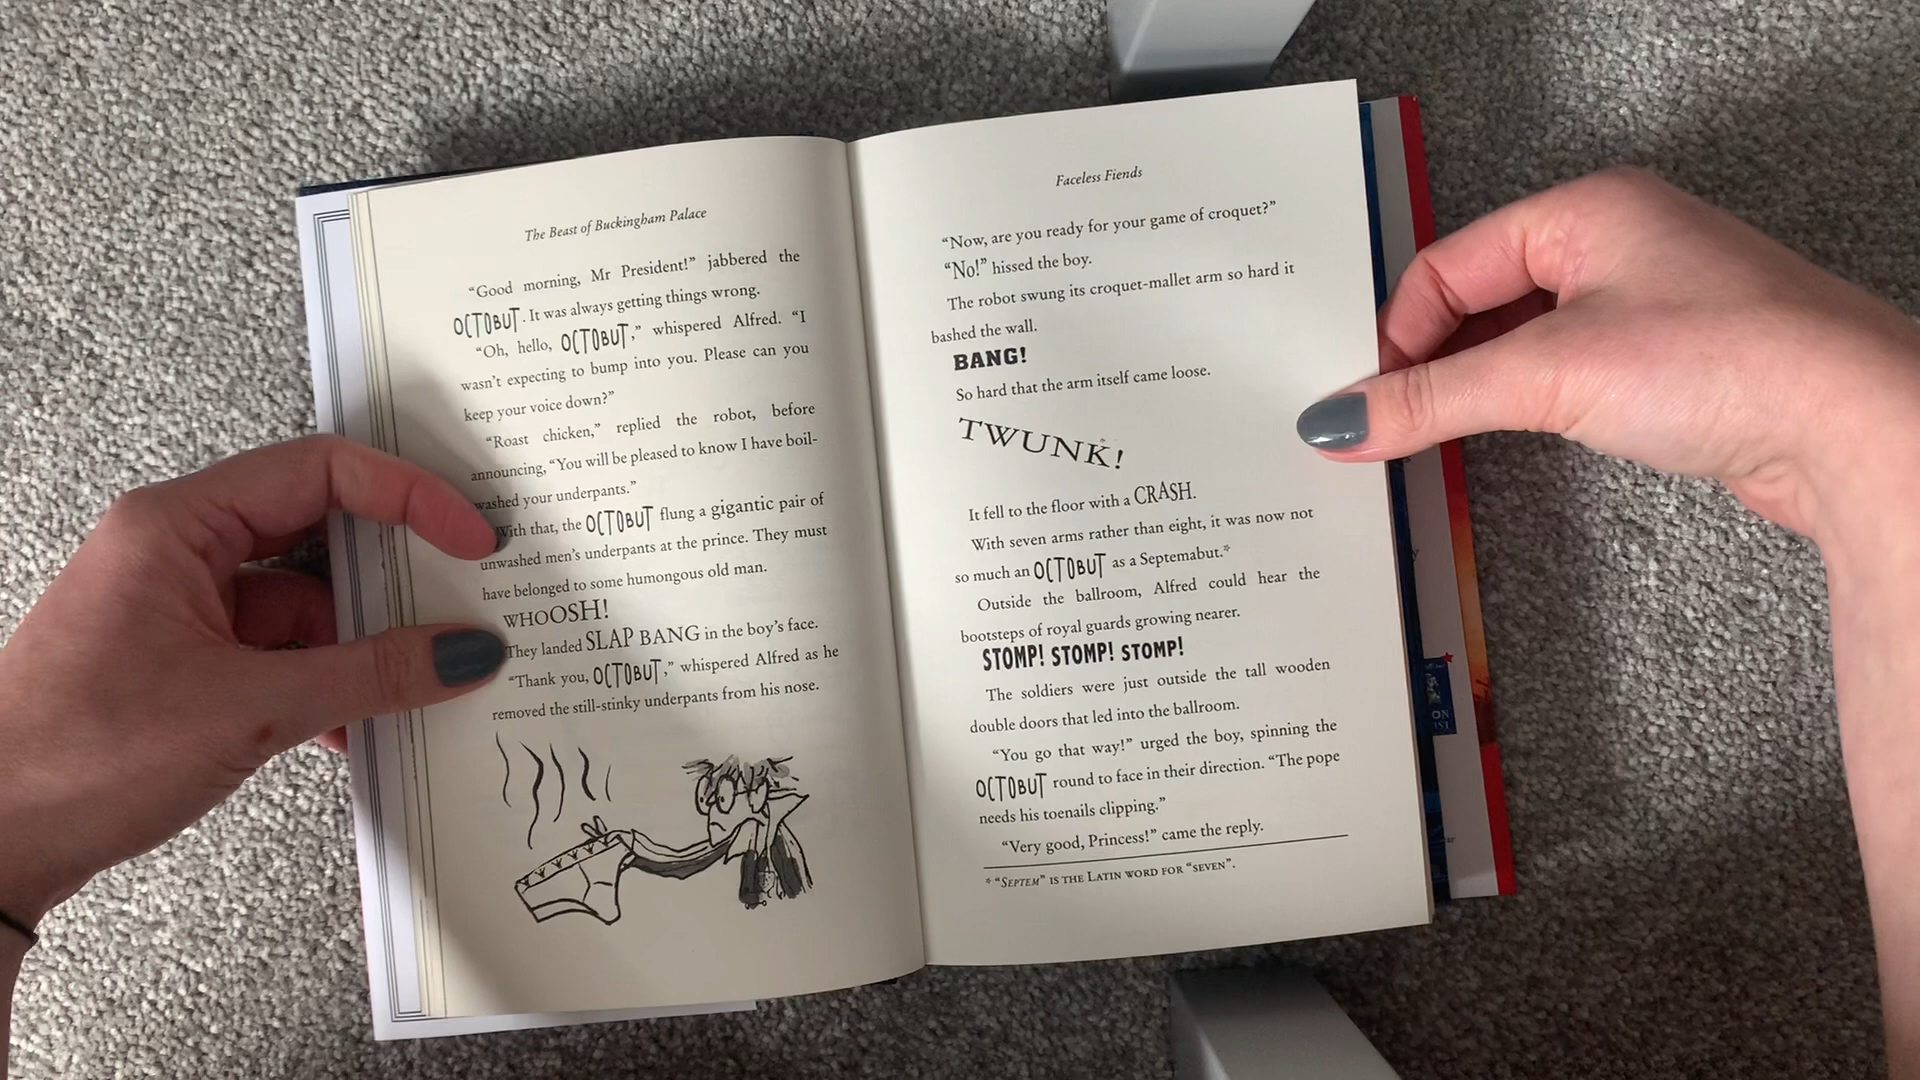 The Beast of Buckingham Palace
“Good morning, Mr President!” jabbered the
OCTOBUT. It was always getting things wrong.
“Oh, hello, OCTOBUT,” whispered Alfred. “I
wasn’t expecting to bump into you. Please can you
keep your voice down?”
“Roast chicken,” replied the robot, before
announcing, “You will be pleased to know I have boil-
washed your underpants.”
With that, the OCTOBUT flung a gigantic pair of
unwashed men’s underpants at the prince. They must
have belonged to some humongous old man.
WHOOSH!
They landed SLAP BANG in the boy’s face.
“Thank you, OCTOBUT,” whispered Alfred as he
removed the still-stinky underpants from his nose.
Faceless Fiends
“Now, are you ready for your game of croquet?”
“No!” hissed the boy.
The robot swung its croquet-mallet arm so hard it
bashed the wall.
BANG!
So hard that the arm itself came loose.
TWUNK!
It fell to the floor with a CRASH.
With seven arms rather than eight, it was now not
so much an OCTOBUT as a Septemabut.*
Outside the ballroom, Alfred could hear the
bootsteps of royal guards growing nearer.
STOMP! STOMP! STOMP!
The soldiers were just outside the tall wooden
double doors that led into the ballroom.
“You go that way!” urged the boy, spinning the
OCTOBUT round to face in their direction. “The pope
needs his toenails clipping.”
“Very good, Princess!” came the reply.
* “SEPTEM” IS THE LATIN WORD FOR “SEVEN”.